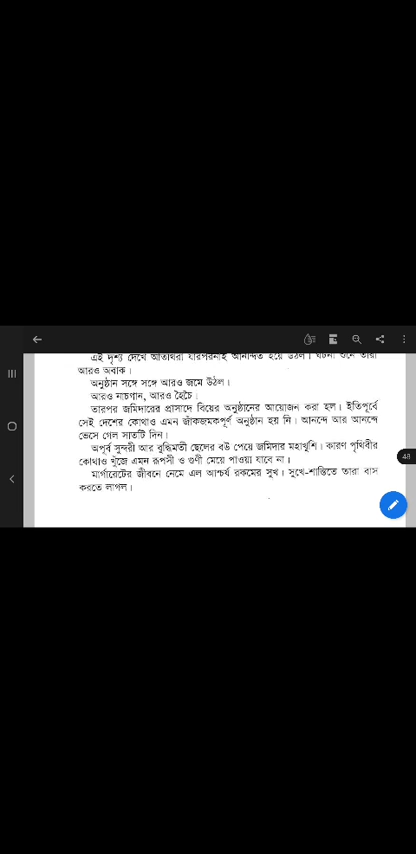 এই দৃশ্য দেখে অতিথিরা যারপরনাই আনন্দিত হয়ে উঠল। ঘটনা শুনে তারা
আরও অবাক।
অনুষ্ঠান সঙ্গে সঙ্গে আরও জমে উঠল।
আরও নাচগান, আরও হৈচৈ।
তারপর জমিদারের প্রাসাদে বিয়ের অনুষ্ঠানের আয়োজন করা হল। ইতিপূর্বে
সেই দেশের কোথাও এমন জাঁকজমকপূর্ণ অনুষ্ঠান হয় নি। আনন্দে আর আনন্দে
ভেসে গেল সাতটি দিন।
অপূর্ব সুন্দরী আর বুদ্ধিমতী ছেলের বউ পেয়ে জমিদার মহাখুশি। কারণ পৃথিবীর
কোথাও খুঁজে এমন রূপসী ও গুণী মেয়ে পাওয়া যাবে না।
48
মার্গারেটের জীবনে নেমে এল আশ্চর্য রকমের সুখ। সুখে-শান্তিতে তারা বাস
করতে লাগল।